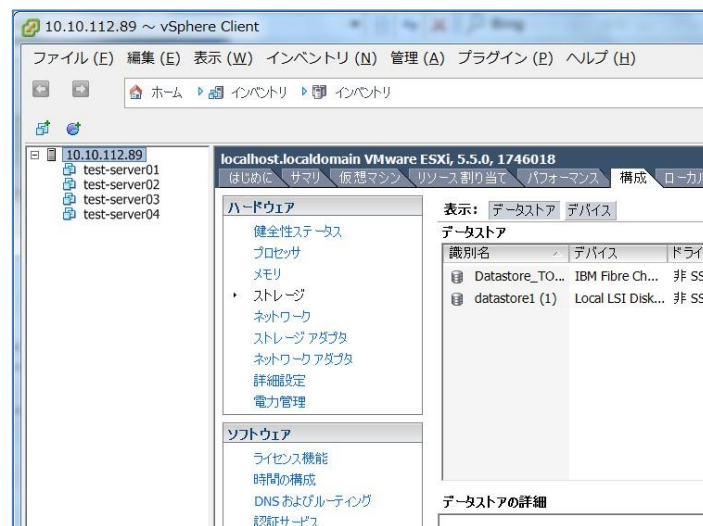 10.10.112.89 ~ vSphere Client
ファイル (F) 編集 (E) 表示 (W) インベントリ (N) 管理 (A) プラグイン (P) ヘルプ (H)
ホーム インベントリ インベントリ
10.10.112.89
test-server01
test-server02
test-server03
test-server04
localhost.localdomain VMware ESXi, 5.5.0, 1746018
はじめに サマリ 仮想マシン リソース割り当て パフォーマンス 構成 ローカル
ハードウェア
健全性ステータス
プロセッサ
メモリ
ストレージ
ネットワーク
ストレージ アダプタ
ネットワーク アダプタ
詳細設定
電力管理
ソフトウェア
ライセンス機能
時間の構成
DNS およびルーティング
認証サービス
表示: データストア デバイス
データストア
識別名 デバイス ドライ
Datastore_TO... IBM Fibre Ch... 非 SS
datastore1 (1) Local LSI Disk... 非 SS
データストアの詳細